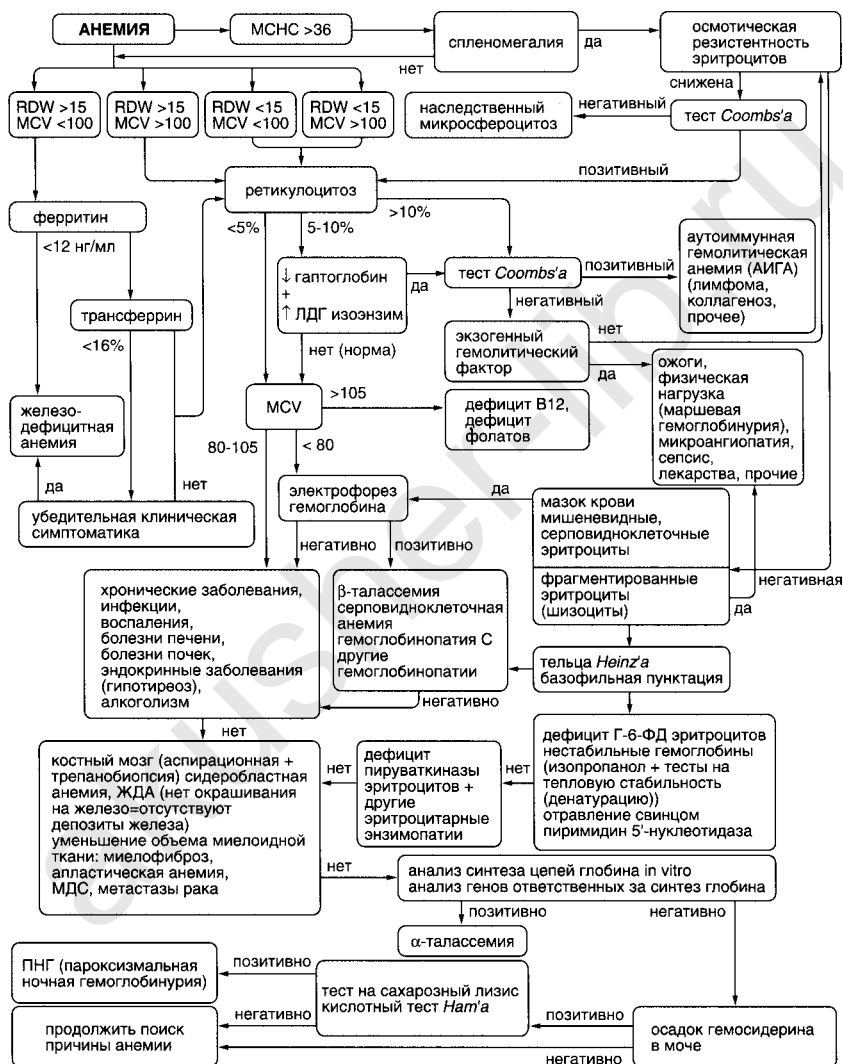 АНЕМИЯ
MCHC >36
спленомегалия
да
осмотическая
резистентность
эритроцитов
нет
снижена
RDW >15
MCV <100
RDW >15
MCV >100
RDW <15
MCV <100
RDW <15
MCV >100
наследственный
микросфероцитоз
негативный
тест Coombs'a
позитивный
ретикулоцитоз
ферритин
<5%
5-10%
>10%
<12 нг/мл
↓ гаптоглобин
+
↑ ЛДГ изоэнзим
да
тест Coombs'a
позитивный
аутоиммунная
гемолитическая
анемия (АИГА)
(лимфома,
коллагеноз,
прочее)
негативный
трансферрин
<16%
нет (норма)
экзогенный
гемолитический
фактор
нет
да
ожоги,
физическая
нагрузка
(маршевая
гемоглобинурия),
микроангиопатия,
сепсис,
лекарства, прочие
железо-
дефицитная
анемия
MCV
>105
дефицит B12,
дефицит
фолатов
80-105
< 80
да
нет
убедительная клиническая
симптоматика
электрофорез
гемоглобина
да
мазок крови
мишеневидные,
серповидноклеточные
эритроциты
негативно
позитивно
негативная
фрагментированные
эритроциты
(шизоциты)
да
хронические заболевания,
инфекции,
воспаления,
болезни печени,
болезни почек,
эндокринные заболевания
(гипотиреоз),
алкоголизм
β-талассемия
серповидноклеточная
анемия
гемоглобинопатия C
другие
гемоглобинопатии
тельца Heinz'a
базофильная пунктация
негативно
нет
костный мозг (аспирационная +
трепанобиопсия) сидеробластная
анемия, ЖДА (нет окрашивания
на железо=отсутствуют
депозиты железа)
уменьшение объема миелоидной
ткани: миелофиброз,
апластическая анемия,
МДС, метастазы рака
нет
дефицит
пируваткиназы
эритроцитов +
другие
эритроцитарные
энзимопатии
нет
дефицит Г-6-ФД эритроцитов
нестабильные гемоглобины
(изопропанол + тесты на
тепловую стабильность
(денатурацию))
отравление свинцом
пиримидин 5'-нуклеотидаза
нет
анализ синтеза цепей глобина in vitro
анализ генов ответственных за синтез глобина
позитивно
негативно
α-талассемия
ПНГ (пароксизмальная
ночная гемоглобинурия)
позитивно
тест на сахарозный лизис
кислотный тест Ham'a
негативно
позитивно
продолжить поиск
причины анемии
осадок гемосидерина
в моче
негативно
akusher-lib.ru